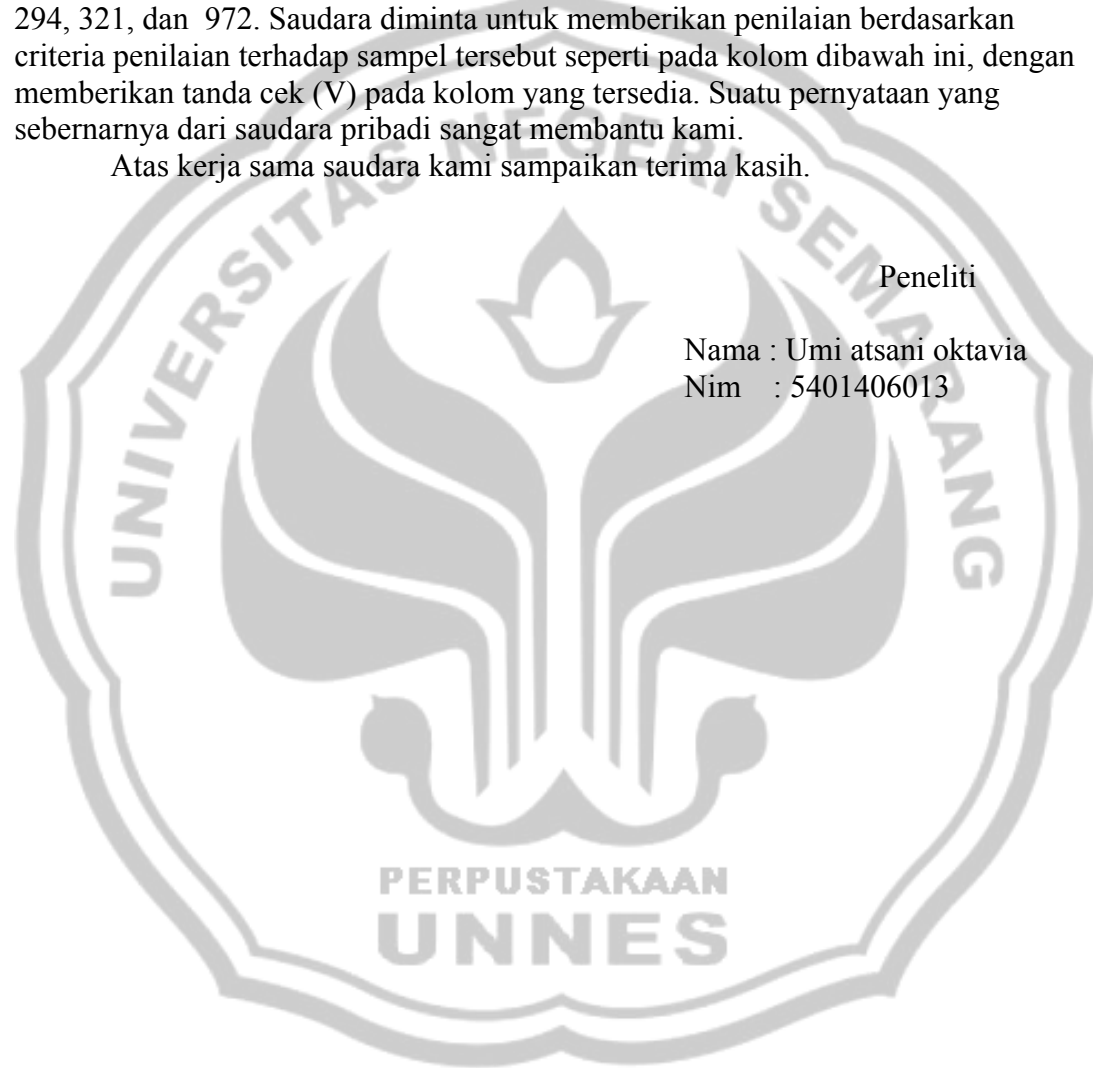 294, 321, dan  972. Saudara diminta untuk memberikan penilaian berdasarkan
criteria penilaian terhadap sampel tersebut seperti pada kolom dibawah ini, dengan
memberikan tanda cek (V) pada kolom yang tersedia. Suatu pernyataan yang
sebernarnya dari saudara pribadi sangat membantu kami.
Atas kerja sama saudara kami sampaikan terima kasih.
UNIVERSITAS NEGERI SEMARANG
Peneliti
Nama : Umi atsani oktavia
Nim : 5401406013
PERPUSTAKAAN
UNNES